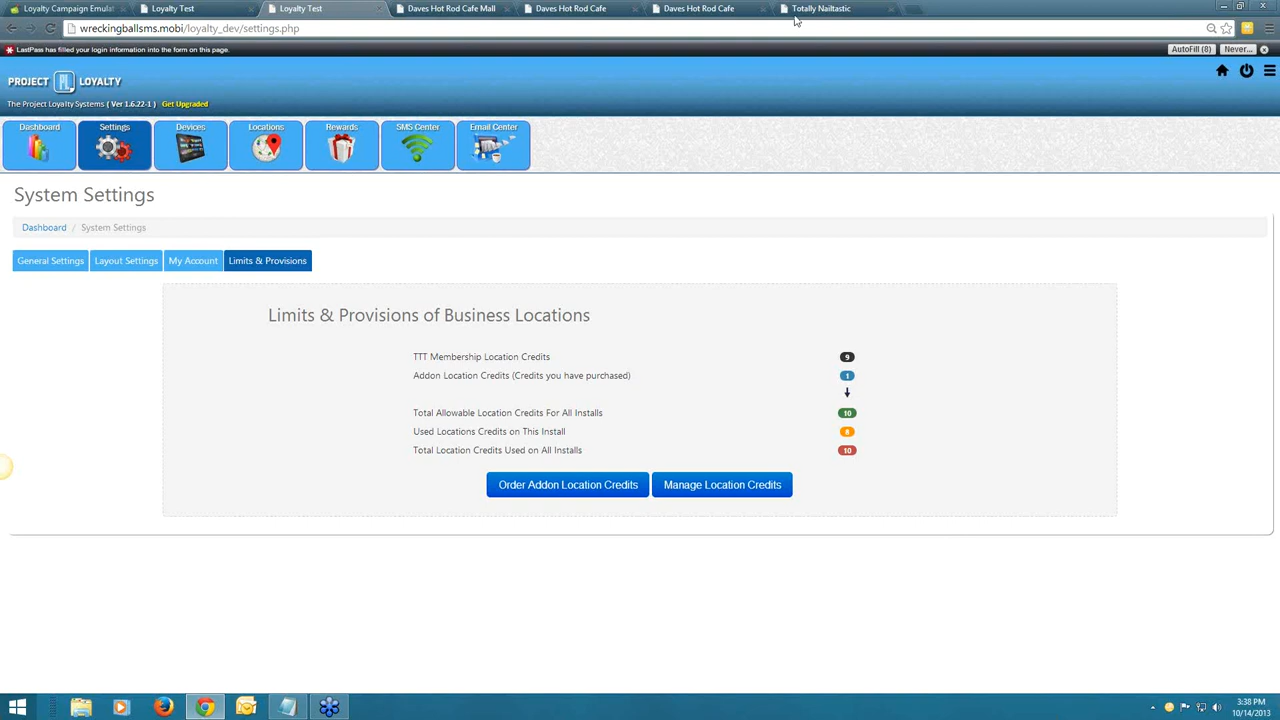 Loyalty Campaign Emulat
Loyalty Test
Loyalty Test
Daves Hot Rod Cafe Mall
Daves Hot Rod Cafe
Daves Hot Rod Cafe
Totally Nailtastic
wreckingballsms.mobi/loyalty_dev/settings.php
LastPass has filled your login information into the form on this page.
AutoFill (8)
Never...
PROJECT PL LOYALTY
The Project Loyalty Systems ( Ver 1.6.22-1 ) Get Upgraded
Dashboard
Settings
Devices
Locations
Rewards
SMS Center
Email Center
System Settings
Dashboard / System Settings
General Settings
Layout Settings
My Account
Limits & Provisions
Limits & Provisions of Business Locations
TTT Membership Location Credits 9
Addon Location Credits (Credits you have purchased) 1
Total Allowable Location Credits For All Installs 10
Used Locations Credits on This Install
Total Location Credits Used on All Installs 10
Order Addon Location Credits
Manage Location Credits
3:38 PM
10/14/2013